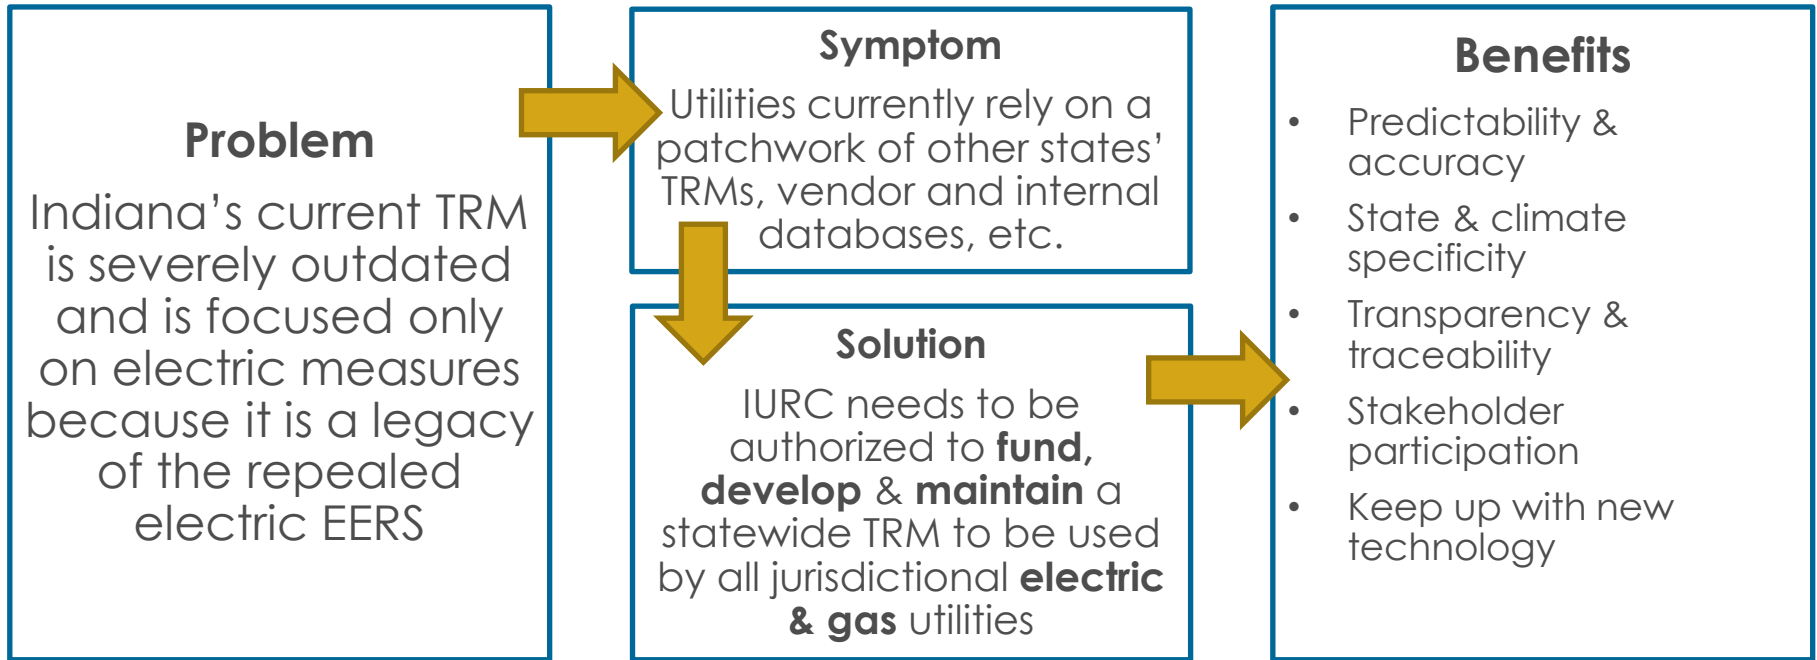 Problem
Indiana’s current TRM
is severely outdated
and is focused only
on electric measures
because it is a legacy
of the repealed
electric EERS
Symptom
Utilities currently rely on a
patchwork of other states’
TRMs, vendor and internal
databases, etc.
Solution
IURC needs to be
authorized to fund,
develop & maintain a
statewide TRM to be used
by all jurisdictional electric
& gas utilities
Benefits
• Predictability &
accuracy
• State & climate
specificity
• Transparency &
traceability
• Stakeholder
participation
• Keep up with new
technology